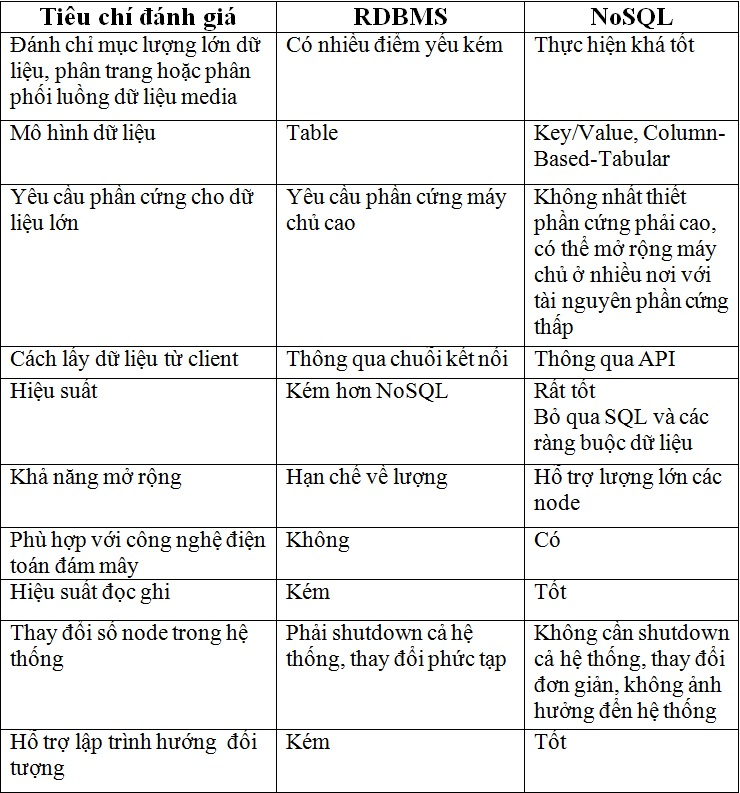 Tiêu chí đánh giá
RDBMS
NoSQL
Đánh chỉ mục lượng lớn dữ
liệu, phân trang hoặc phân
phối luồng dữ liệu media
Có nhiều điểm yếu kém
Thực hiện khá tốt
Mô hình dữ liệu
Table
Key/Value, Column-
Based-Tabular
Yêu cầu phần cứng cho dữ
liệu lớn
Yêu cầu phần cứng máy
chủ cao
Không nhất thiết
phần cứng phải cao,
có thể mở rộng máy
chủ ở nhiều nơi với
tài nguyên phần cứng
thấp
Cách lấy dữ liệu từ client
Thông qua chuỗi kết nối
Thông qua API
Hiệu suất
Kém hơn NoSQL
Rất tốt
Bỏ qua SQL và các
ràng buộc dữ liệu
Khả năng mở rộng
Hạn chế về lượng
Hỗ trợ lượng lớn các
node
Phù hợp với công nghệ điện
toán đám mây
Không
Có
Hiệu suất đọc ghi
Kém
Tốt
Thay đổi số node trong hệ
thống
Phải shutdown cả hệ
thống, thay đổi phức tạp
Không cần shutdown
cả hệ thống, thay đổi
đơn giản, không ảnh
hưởng đến hệ thống
Hỗ trợ lập trình hướng đối
tượng
Kém
Tốt